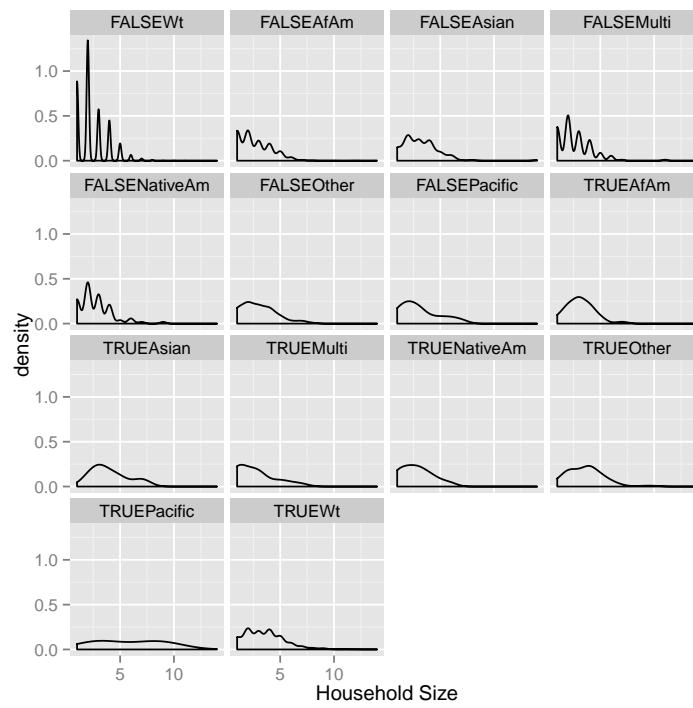 FALSEWt FALSEAfAm FALSEAsian FALSEMulti
1.0
0.5
0.0
FALSENativeAm FALSEOther FALSEPacific TRUEAfAm
1.0
0.5
0.0
density
TRUEAsian TRUEMulti TRUENativeAm TRUEOther
1.0
0.5
0.0
TRUEPacific TRUEWt
1.0
0.5
0.0
5 10 5 10
Household Size